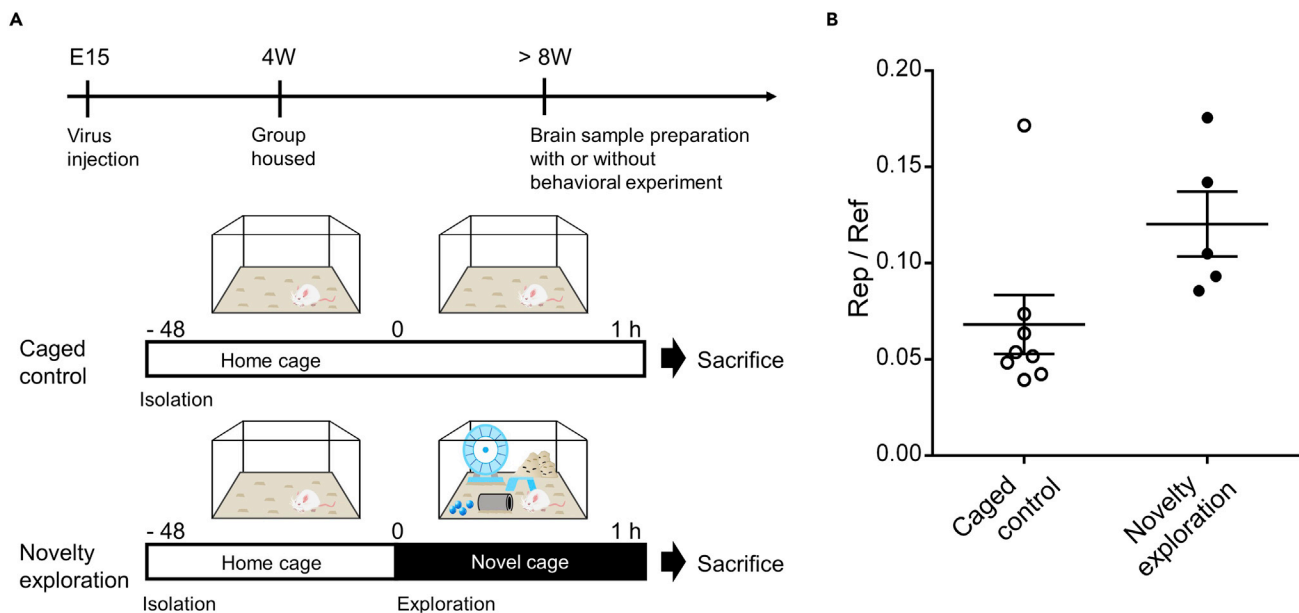 A
E15
4W
> 8W
Virus
injection
Group
housed
Brain sample preparation
with or without
behavioral experiment
- 48
0
1 h
Caged
control
Home cage
Sacrifice
Isolation
- 48
0
1 h
Novelty
exploration
Home cage
Novel cage
Sacrifice
Isolation
Exploration
B
0.20
0.15
0.10
0.05
0.00
Rep / Ref
Caged
control
Novelty
exploration